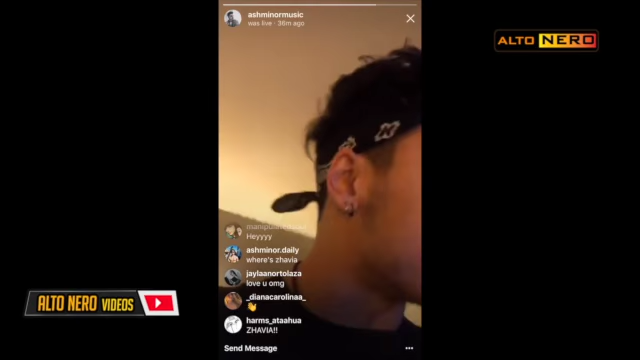 ashminormusic
was live · 36m ago
ALTO NERO
Heyyyy
ashminor.daily
where's zhavia
jaylaanortolaza
love u omg
_dianacarolinaa_
👋
harms_ataahua
ZHAVIA!!
ALTO NERO VIDEOS
Send Message